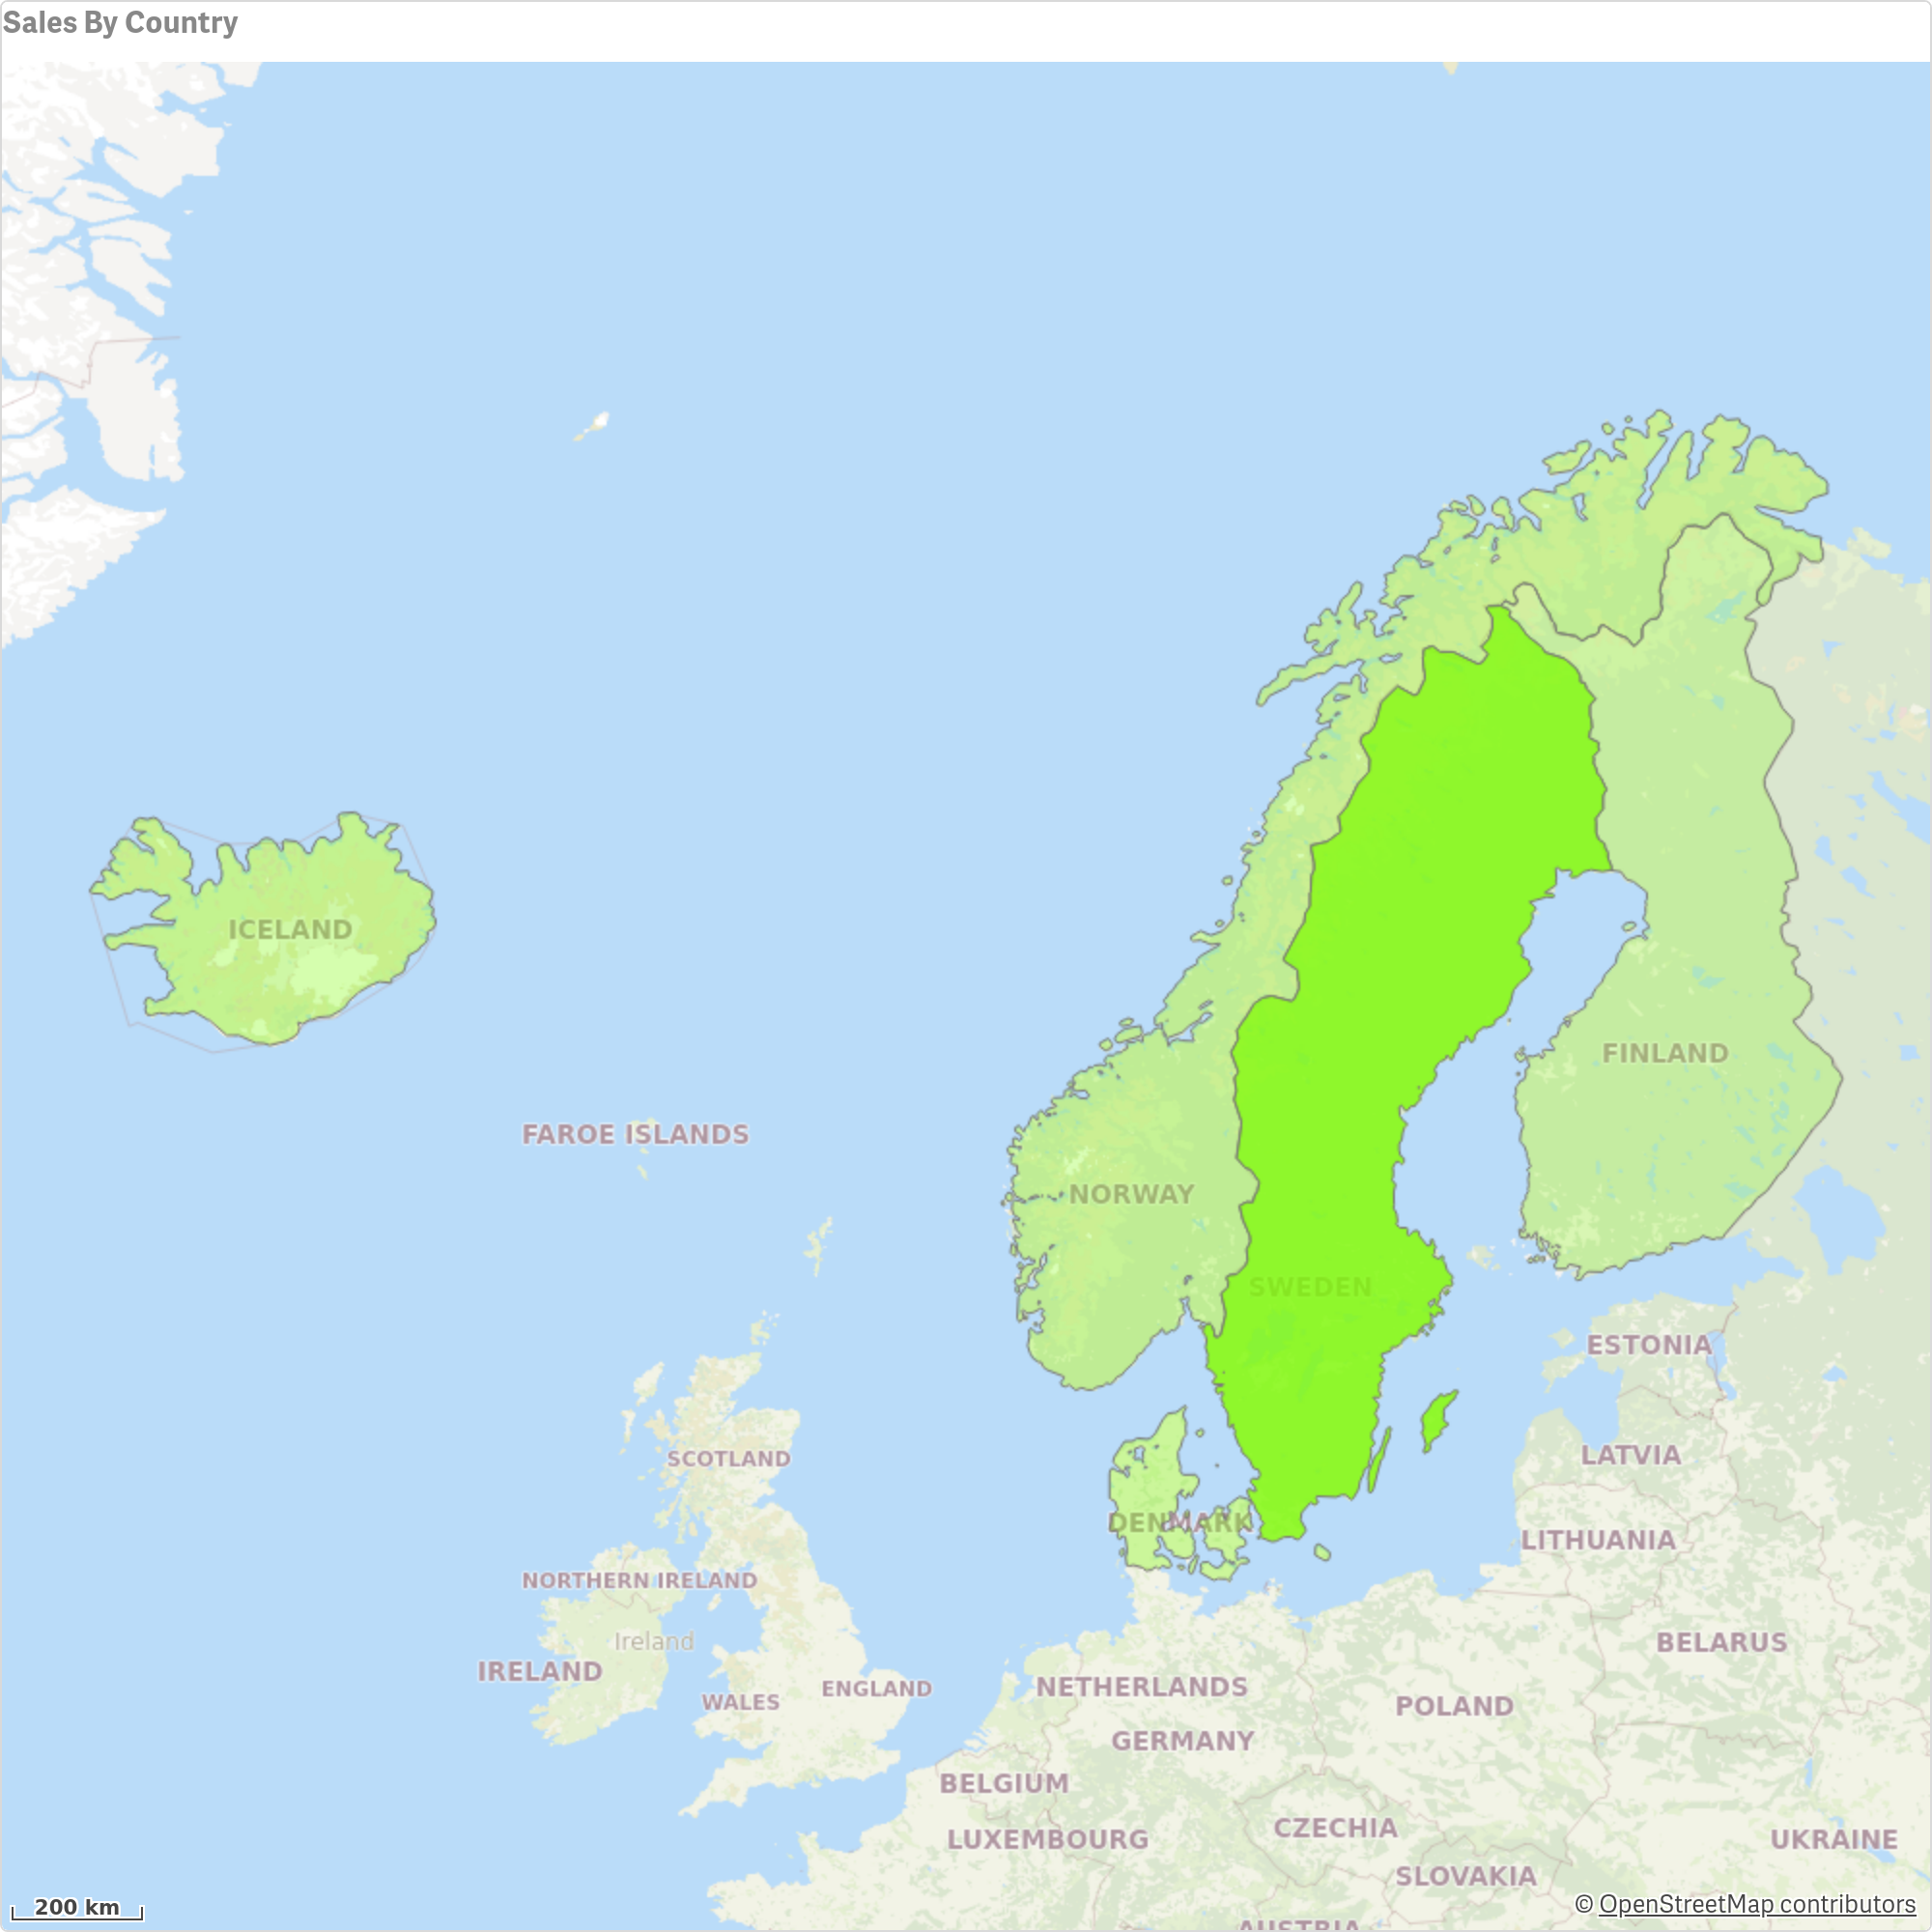 Sales By Country
ICELAND
FINLAND
FAROE ISLANDS
NORWAY
SWEDEN
ESTONIA
SCOTLAND
LATVIA
DENMARK
LITHUANIA
NORTHERN IRELAND
Ireland
BELARUS
IRELAND
NETHERLANDS
ENGLAND
WALES
POLAND
GERMANY
BELGIUM
CZECHIA
LUXEMBOURG
UKRAINE
SLOVAKIA
200 km
© OpenStreetMap contributors
AUSTRIA